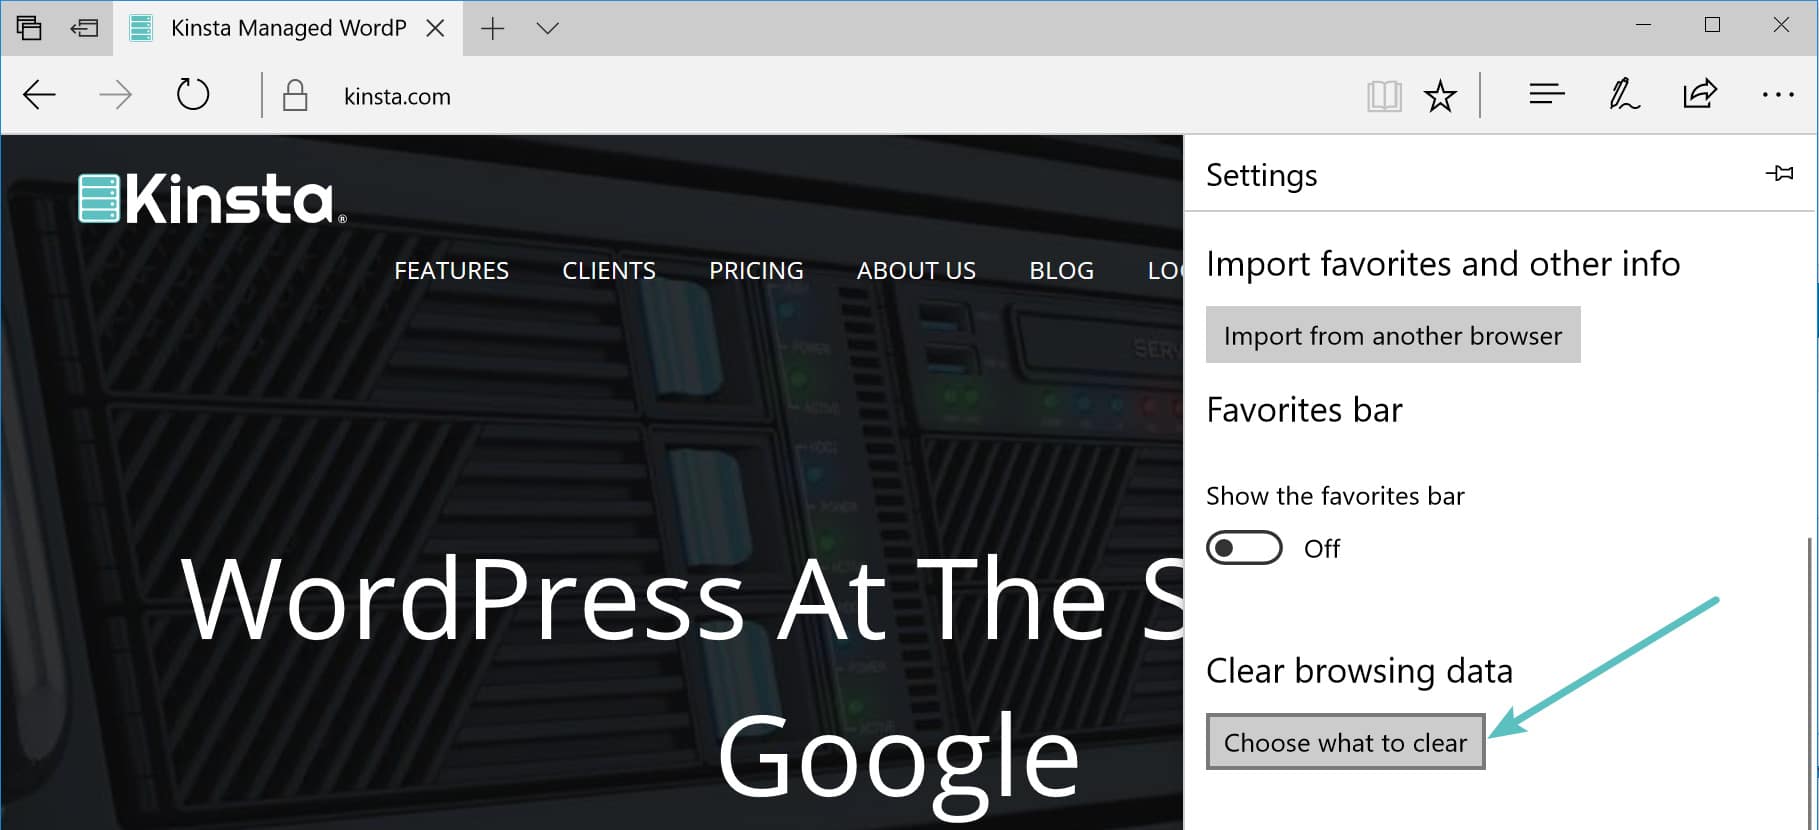 Kinsta Managed WordP
kinsta.com
Kinsta®
FEATURES CLIENTS PRICING ABOUT US BLOG LO
WordPress At The S
Google
Settings
Import favorites and other info
Import from another browser
Favorites bar
Show the favorites bar
Off
Clear browsing data
Choose what to clear